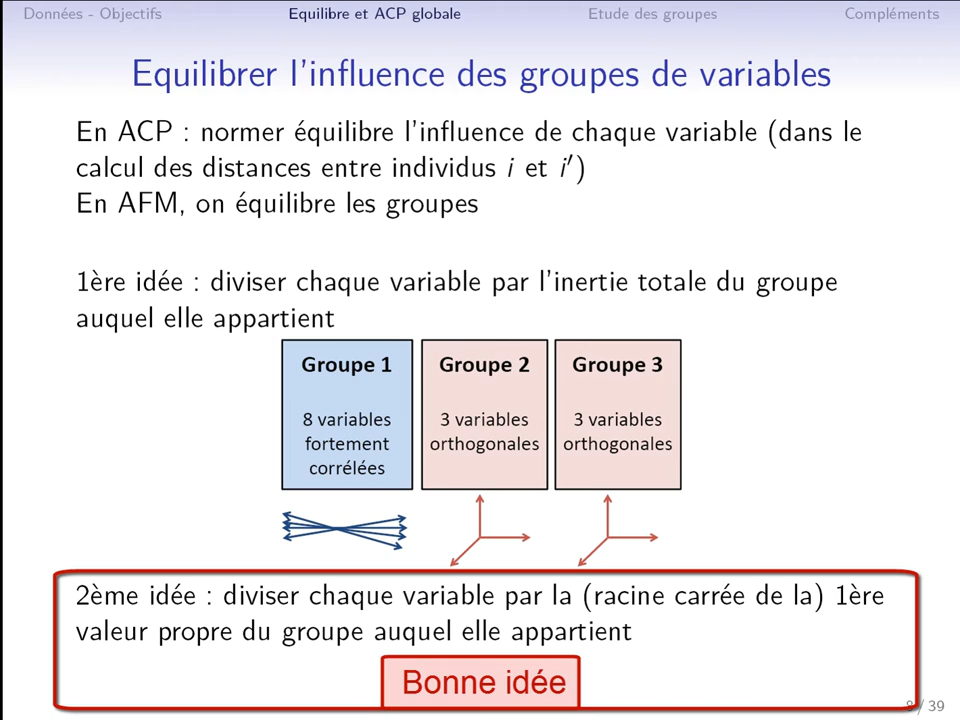 Données - Objectifs
Equilibre et ACP globale
Etude des groupes
Compléments
Equilibrer l'influence des groupes de variables
En ACP : normer équilibre l'influence de chaque variable (dans le
calcul des distances entre individus i et i′)
En AFM, on équilibre les groupes
1ère idée : diviser chaque variable par l'inertie totale du groupe
auquel elle appartient
Groupe 1
8 variables
fortement
corrélées
Groupe 2
3 variables
orthogonales
Groupe 3
3 variables
orthogonales
2ème idée : diviser chaque variable par la (racine carrée de la) 1ère
valeur propre du groupe auquel elle appartient
Bonne idée
8 / 39